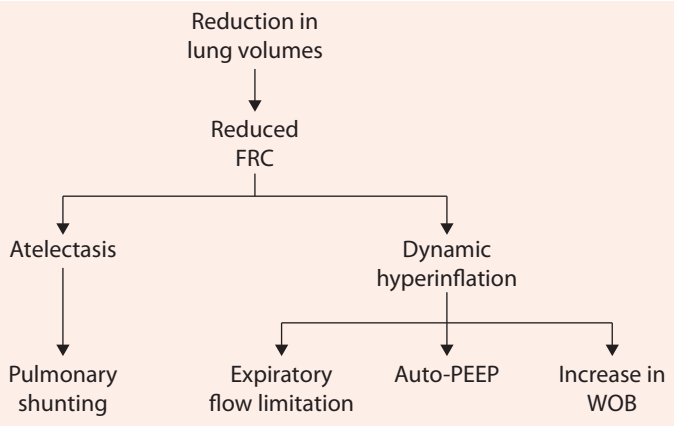 Reduction in
lung volumes
Reduced
FRC
Atelectasis
Dynamic
hyperinflation
Pulmonary
shunting
Expiratory
flow limitation
Auto-PEEP
Increase in
WOB